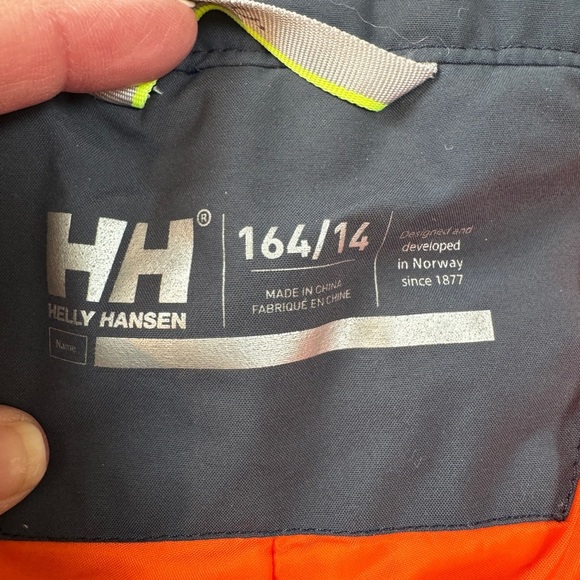 HH®
HELLY HANSEN
164/14
MADE IN CHINA
FABRIQUÉ EN CHINE
Designed and
developed
in Norway
since 1877
Name